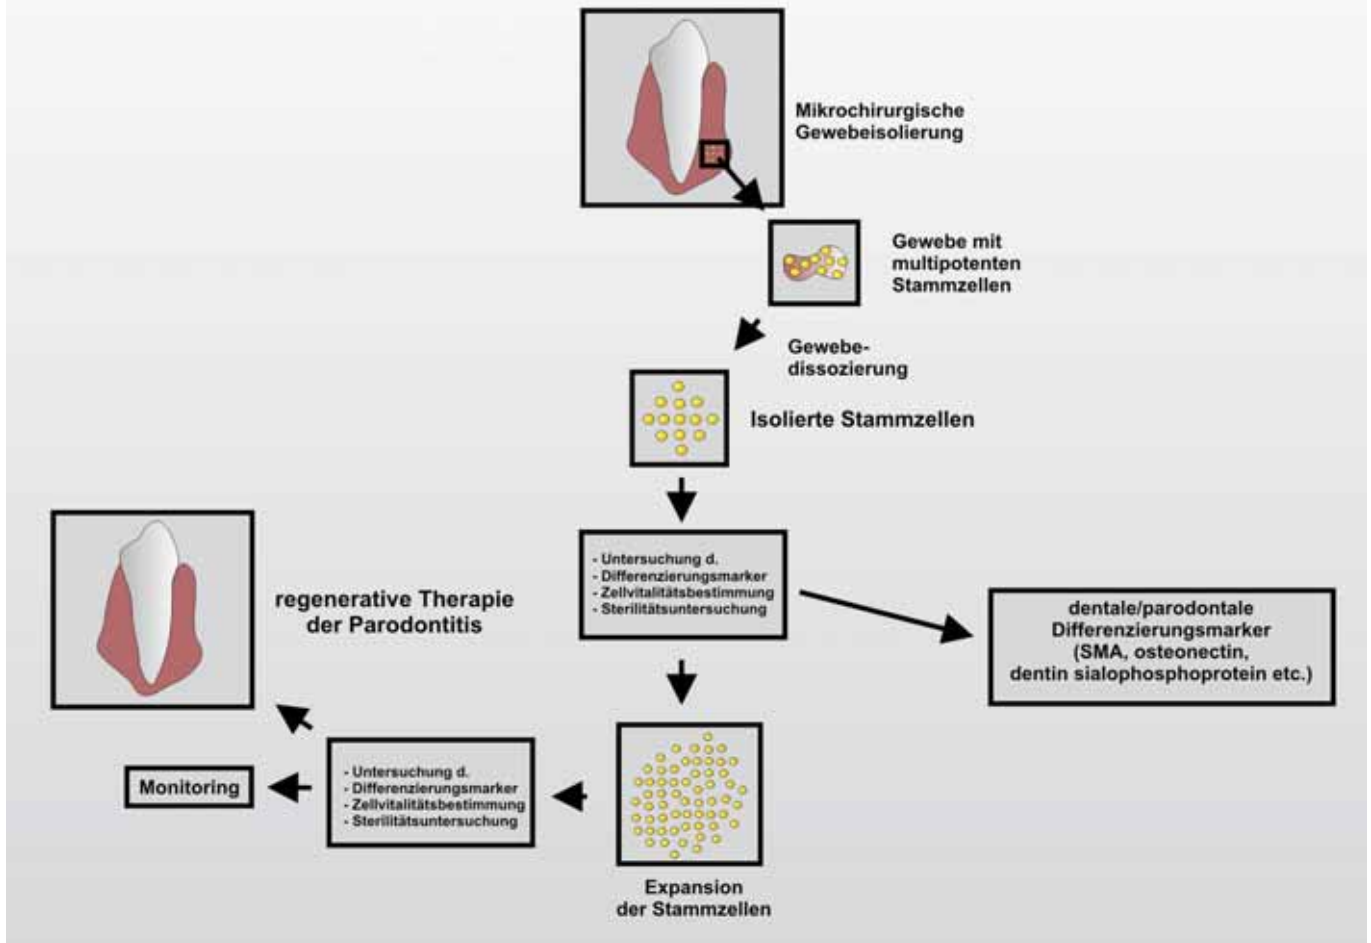 Mikrochirurgische
Gewebeisolierung
Gewebe mit
multipotenten
Stammzellen
Gewebe-
dissozierung
Isolierte Stammzellen
- Untersuchung d.
- Differenzierungsmarker
- Zellvitalitätsbestimmung
- Sterilitätsuntersuchung
dentale/parodontale
Differenzierungsmarker
(SMA, osteonectin,
dentin sialophosphoprotein etc.)
Expansion
der Stammzellen
- Untersuchung d.
- Differenzierungsmarker
- Zellvitalitätsbestimmung
- Sterilitätsuntersuchung
regenerative Therapie
der Parodontitis
Monitoring